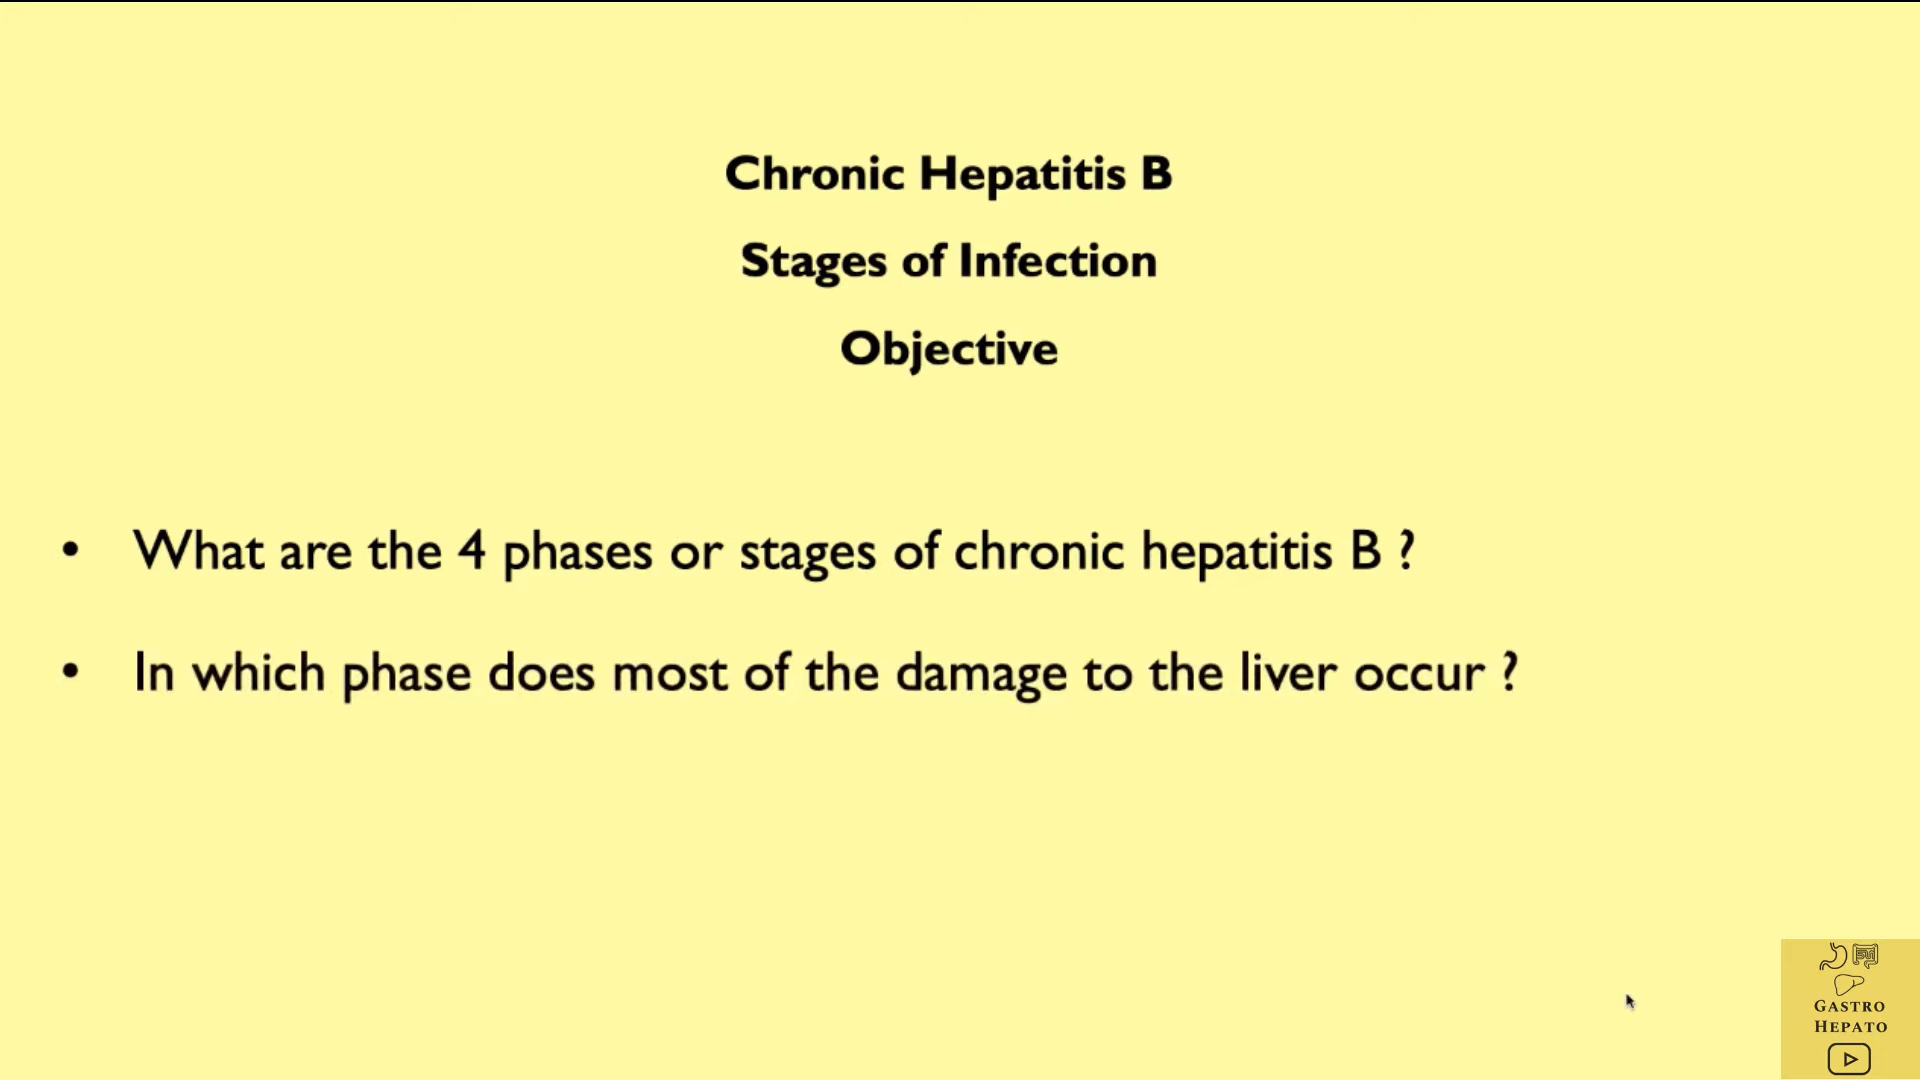 Chronic Hepatitis B
Stages of Infection
Objective
• What are the 4 phases or stages of chronic hepatitis B ?
• In which phase does most of the damage to the liver occur ?
GASTRO
HEPATO